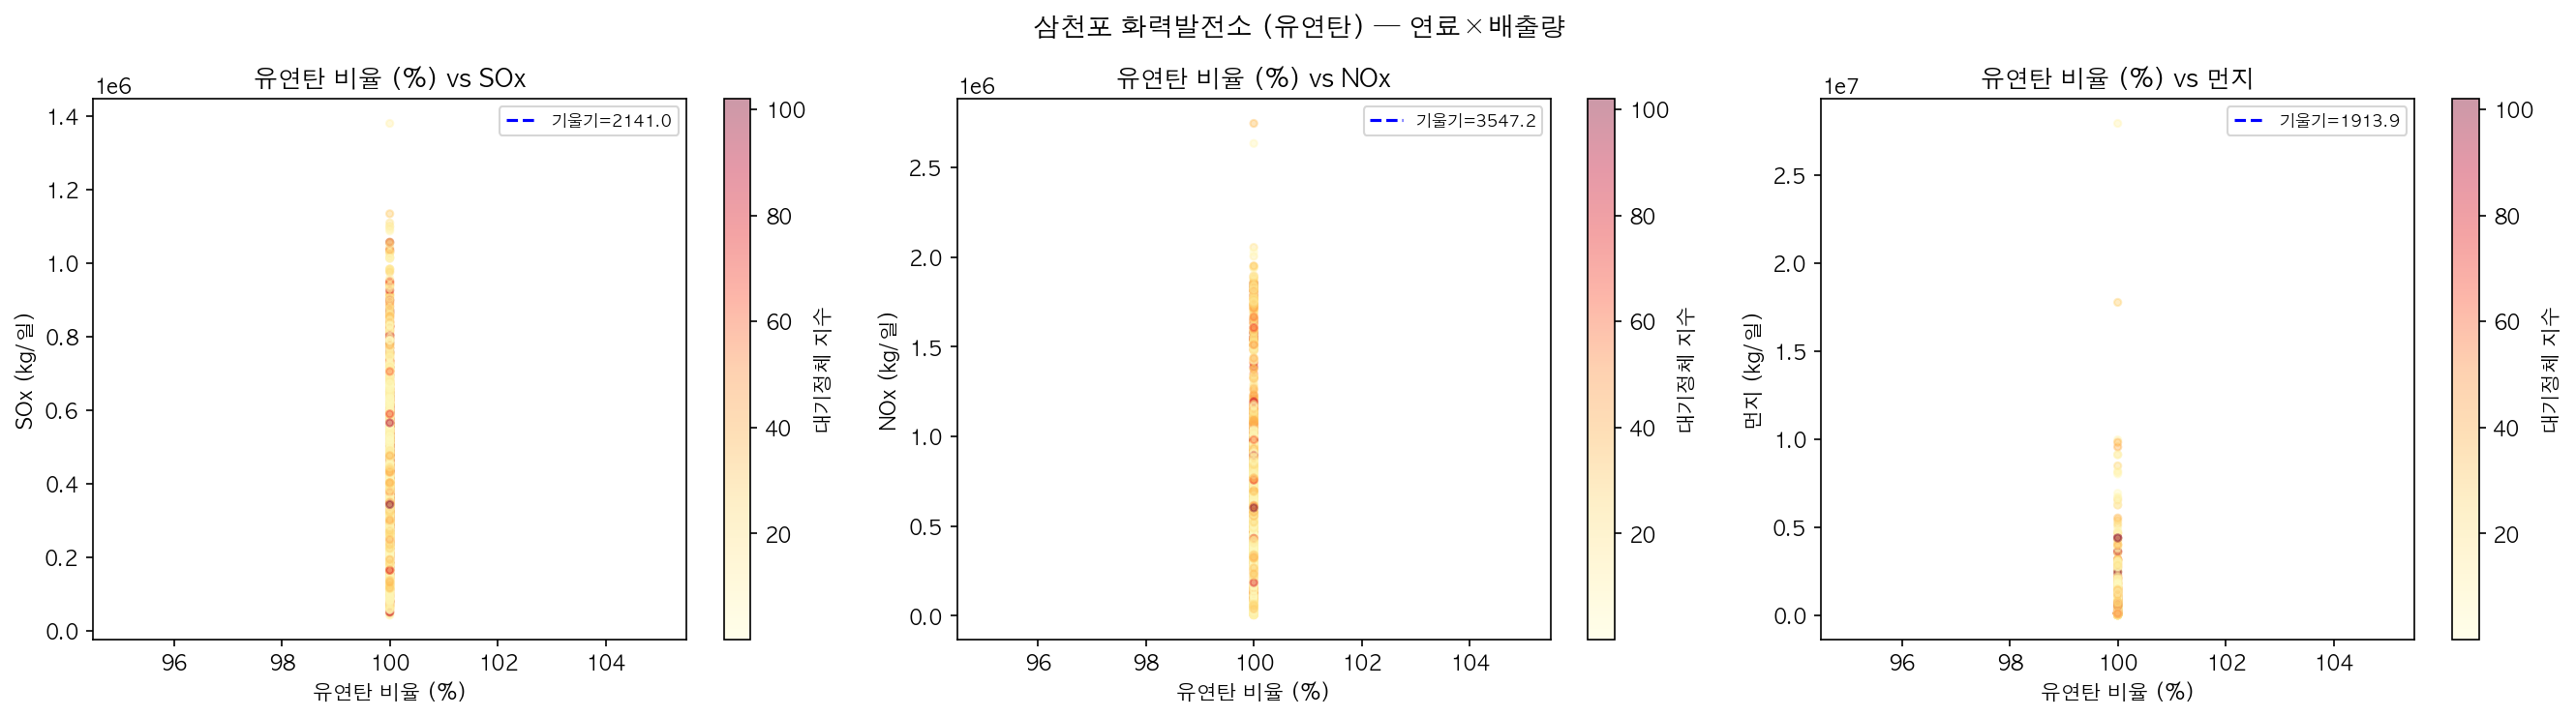 삼천포 화력발전소 (유연탄) — 연료×배출량
유연탄 비율 (%) vs SOx
1e6
기울기=2141.0
1.4
1.2
1.0
0.8
0.6
0.4
0.2
0.0
SOx (kg/일)
96 98 100 102 104
유연탄 비율 (%)
100
80
60
40
20
대기정체 지수
유연탄 비율 (%) vs NOx
1e6
기울기=3547.2
2.5
2.0
1.5
1.0
0.5
0.0
NOx (kg/일)
96 98 100 102 104
유연탄 비율 (%)
100
80
60
40
20
대기정체 지수
유연탄 비율 (%) vs 먼지
1e7
기울기=1913.9
2.5
2.0
1.5
1.0
0.5
0.0
먼지 (kg/일)
96 98 100 102 104
유연탄 비율 (%)
100
80
60
40
20
대기정체 지수